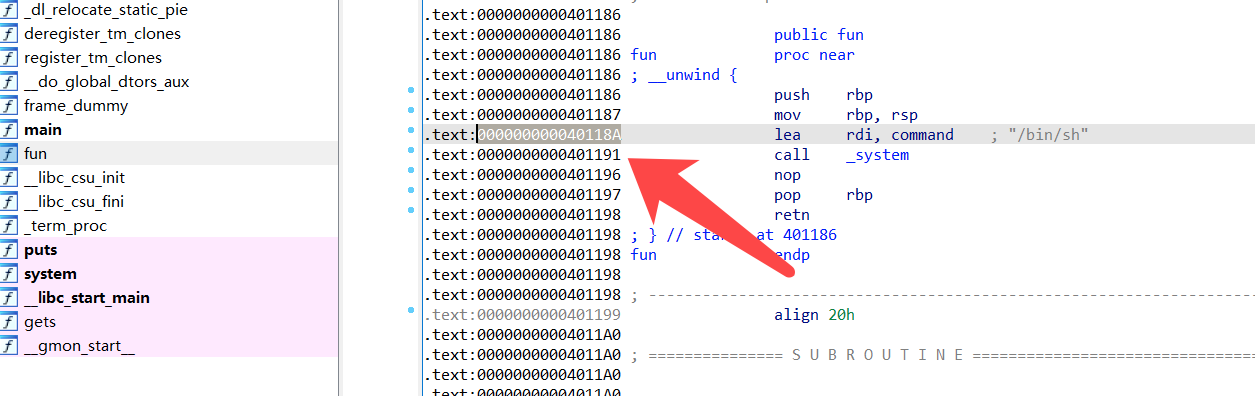 _dl_relocate_static_pie
deregister_tm_clones
register_tm_clones
__do_global_dtors_aux
frame_dummy
main
fun
__libc_csu_init
__libc_csu_fini
_term_proc
puts
system
__libc_start_main
gets
__gmon_start__
.text:0000000000401186
.text:0000000000401186 public fun
.text:0000000000401186 fun proc near
.text:0000000000401186 ; __unwind {
.text:0000000000401186 push rbp
.text:0000000000401187 mov rbp, rsp
.text:000000000040118A lea rdi, command ; "/bin/sh"
.text:0000000000401191 call _system
.text:0000000000401196 nop
.text:0000000000401197 pop rbp
.text:0000000000401198 retn
.text:0000000000401198 ; } // sta at 401186
.text:0000000000401198 fun endp
.text:0000000000401198
.text:0000000000401198 ; ---------------------------------------------------------------------------
.text:0000000000401199 align 20h
.text:00000000004011A0
.text:00000000004011A0 ; =============== S U B R O U T I N E =======================================
.text:00000000004011A0
.text:00000000004011A0